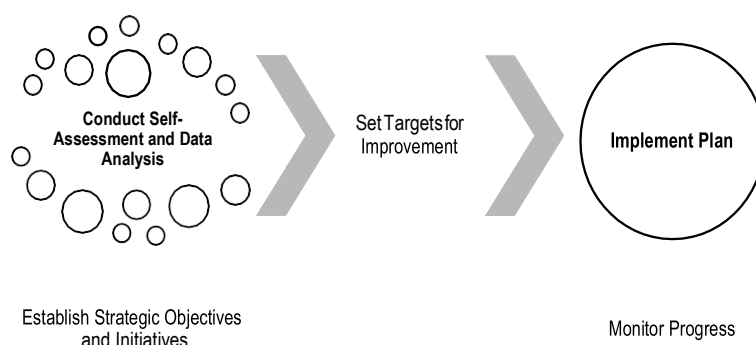 Conduct Self-
Assessment and Data
Analysis
Set Targets for
Improvement
Implement Plan
Establish Strategic Objectives
and Initiatives
Monitor Progress